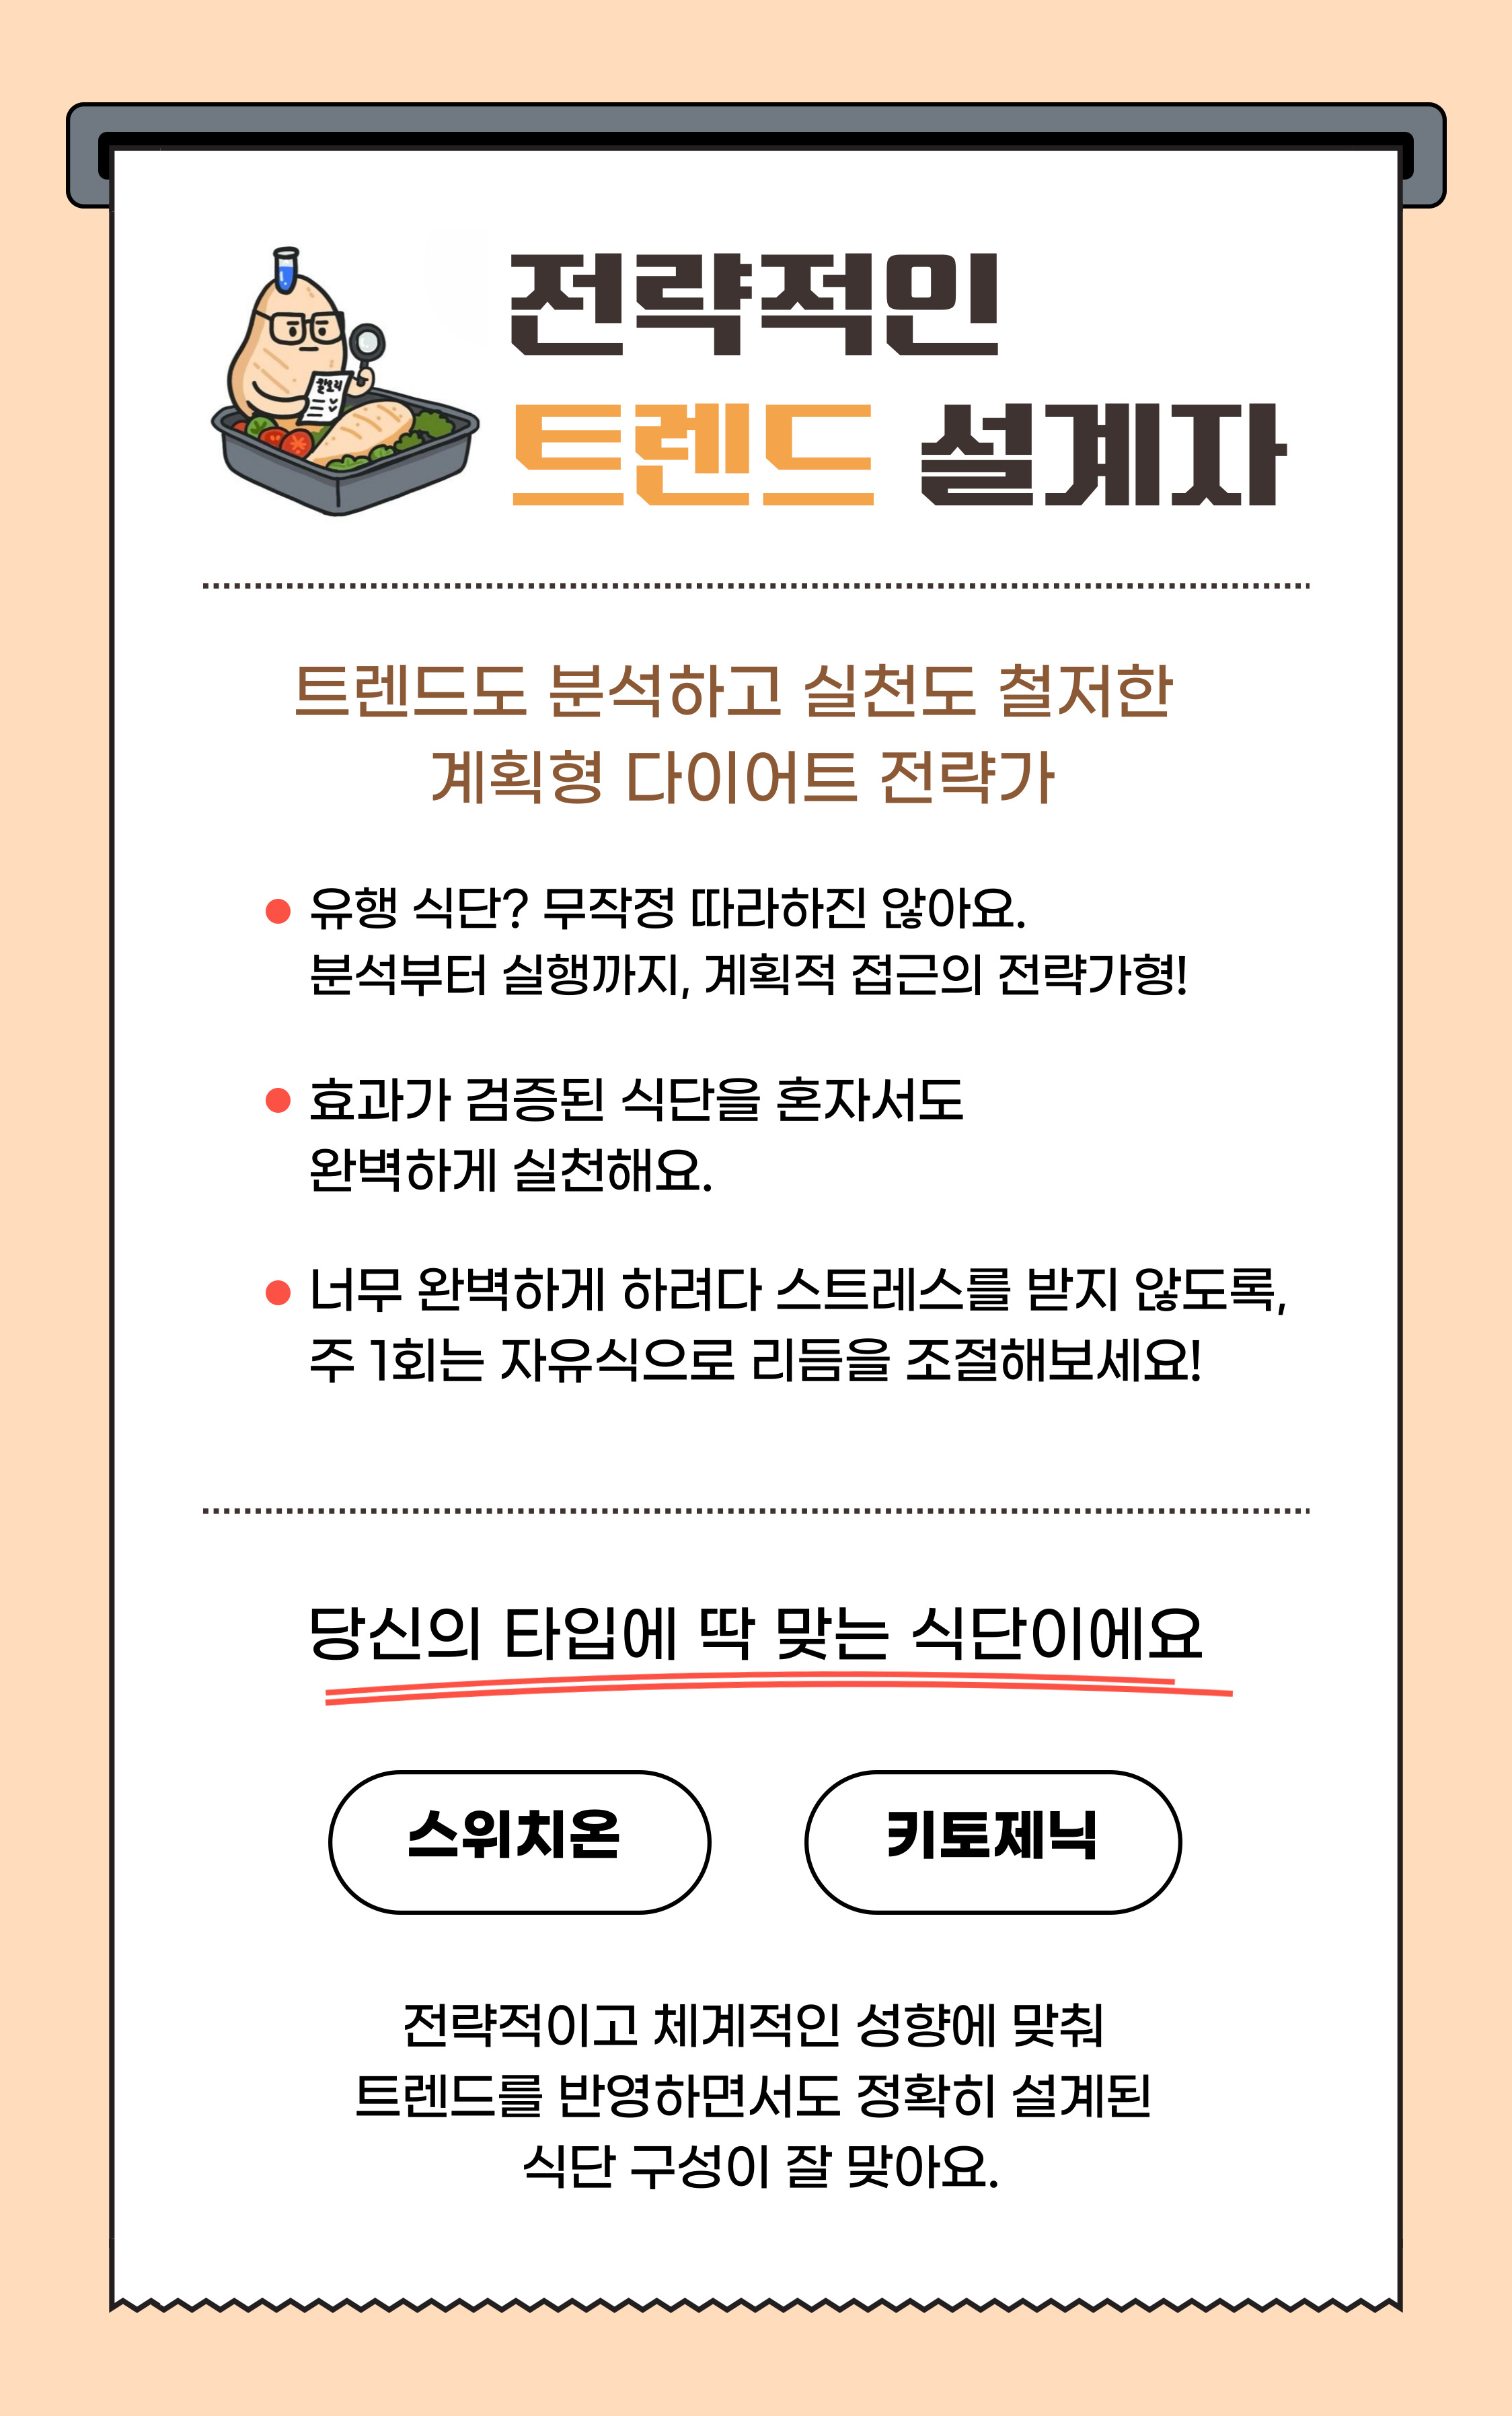 전략적인
트렌드 설계자
칼로리
트렌드도 분석하고 실천도 철저한
계획형 다이어트 전략가
유행 식단? 무작정 따라하진 않아요.
분석부터 실행까지, 계획적 접근의 전략가형!
효과가 검증된 식단을 혼자서도
완벽하게 실천해요.
너무 완벽하게 하려다 스트레스를 받지 않도록,
주 1회는 자유식으로 리듬을 조절해보세요!
당신의 타입에 딱 맞는 식단이에요
스위치온
키토제닉
전략적이고 체계적인 성향에 맞춰
트렌드를 반영하면서도 정확히 설계된
식단 구성이 잘 맞아요.